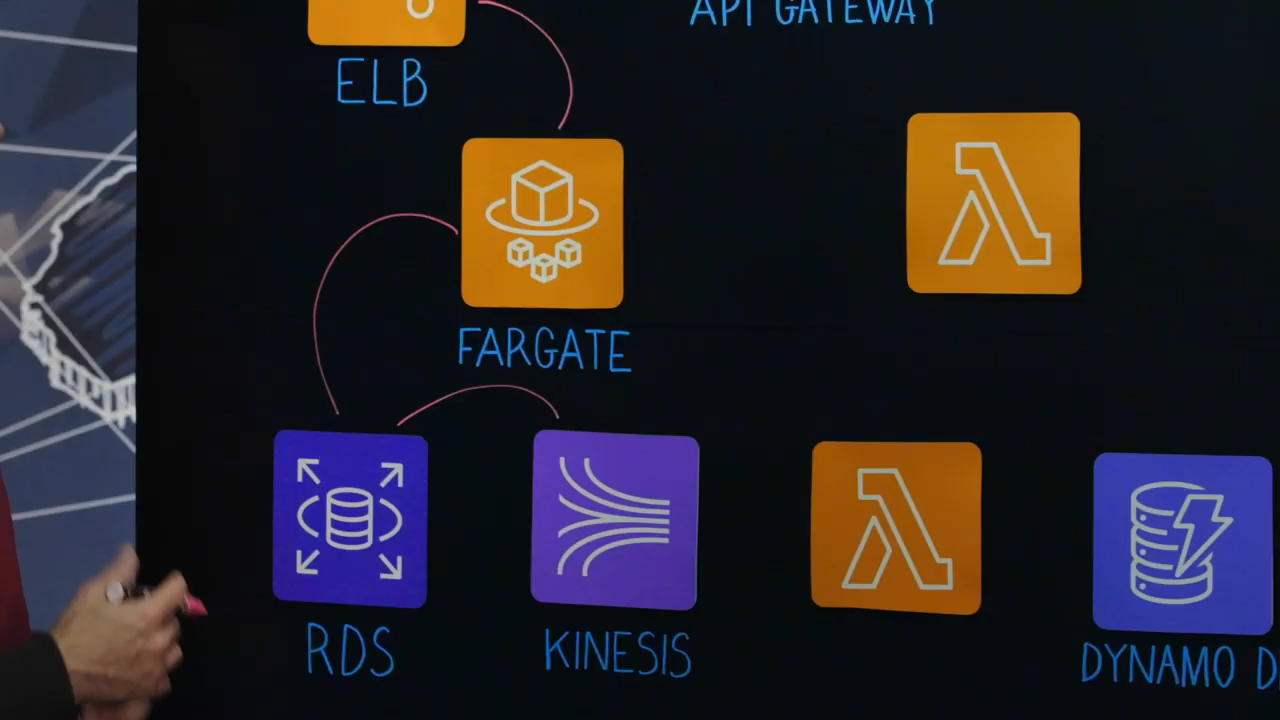 API GATEWAY
ELB
FARGATE
RDS
KINESIS
DYNAMO D